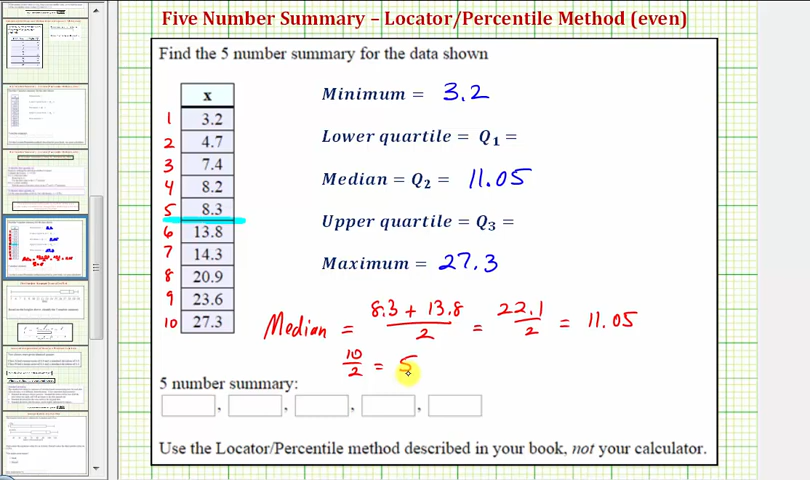 Five Number Summary – Locator/Percentile Method (even)
Find the 5 number summary for the data shown
x
1 3.2
2 4.7
3 7.4
4 8.2
5 8.3
6 13.8
7 14.3
8 20.9
9 23.6
10 27.3
Minimum = 3.2
Lower quartile = Q₁ =
Median = Q₂ = 11.05
Upper quartile = Q₃ =
Maximum = 27.3
Median = (8.3 + 13.8)/2 = 22.1/2 = 11.05
10/2 = 5
5 number summary:
, , , ,
Use the Locator/Percentile method described in your book, not your calculator.